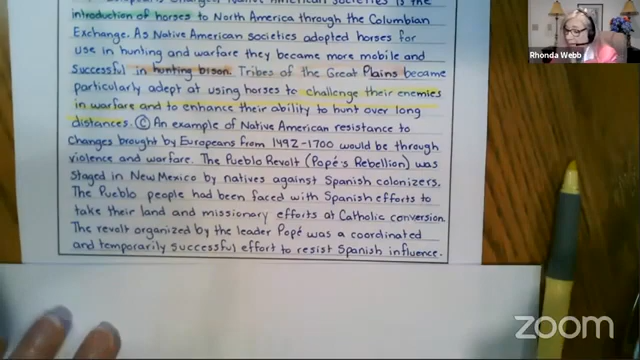 Changed Native American societies is the
introduction of horses to North America through the Columbian
Exchange. As Native American societies adopted horses for
use in hunting and warfare they became more mobile and
successful in hunting bison. Tribes of the Great Plains became
particularly adept at using horses to challenge their enemies
in warfare and to enhance their ability to hunt over long
distances. Ⓒ An example of Native American resistance to
changes brought by Europeans from 1492-1700 would be through
violence and warfare. The Pueblo Revolt (Popé's Rebellion) was
staged in New Mexico by natives against Spanish colonizers.
The Pueblo people had been faced with Spanish efforts to
take their land and missionary efforts at Catholic conversion.
The revolt organized by the leader Popé was a coordinated
and temporarily successful effort to resist Spanish influence.
Rhonda Webb
zoom